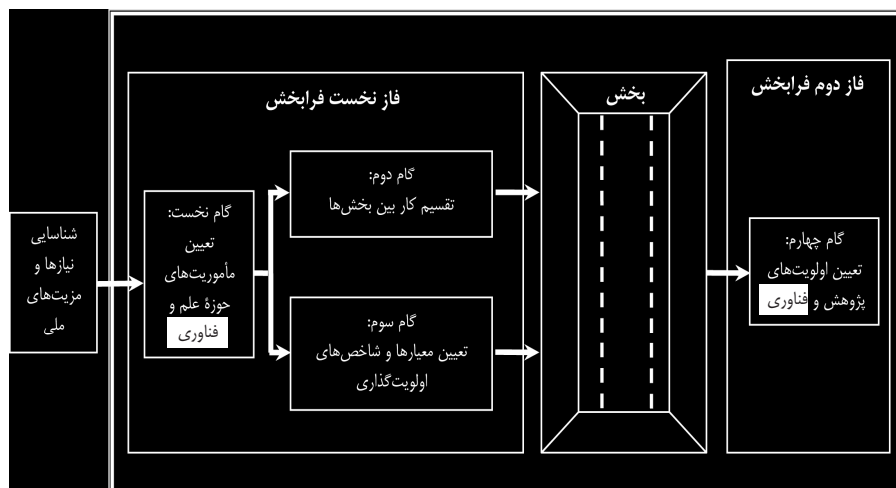 شناسایی
نیازها و
مزیت‌های
ملی
فاز نخست فرابخش
گام نخست:
تعیین
مأموریت‌های
حوزۀ علم و
فناوری
گام دوم:
تقسیم کار بین بخش‌ها
گام سوم:
تعیین معیارها و شاخص‌های
اولویت‌گذاری
بخش
فاز دوم فرابخش
گام چهارم:
تعیین اولویت‌های
پژوهش و فناوری